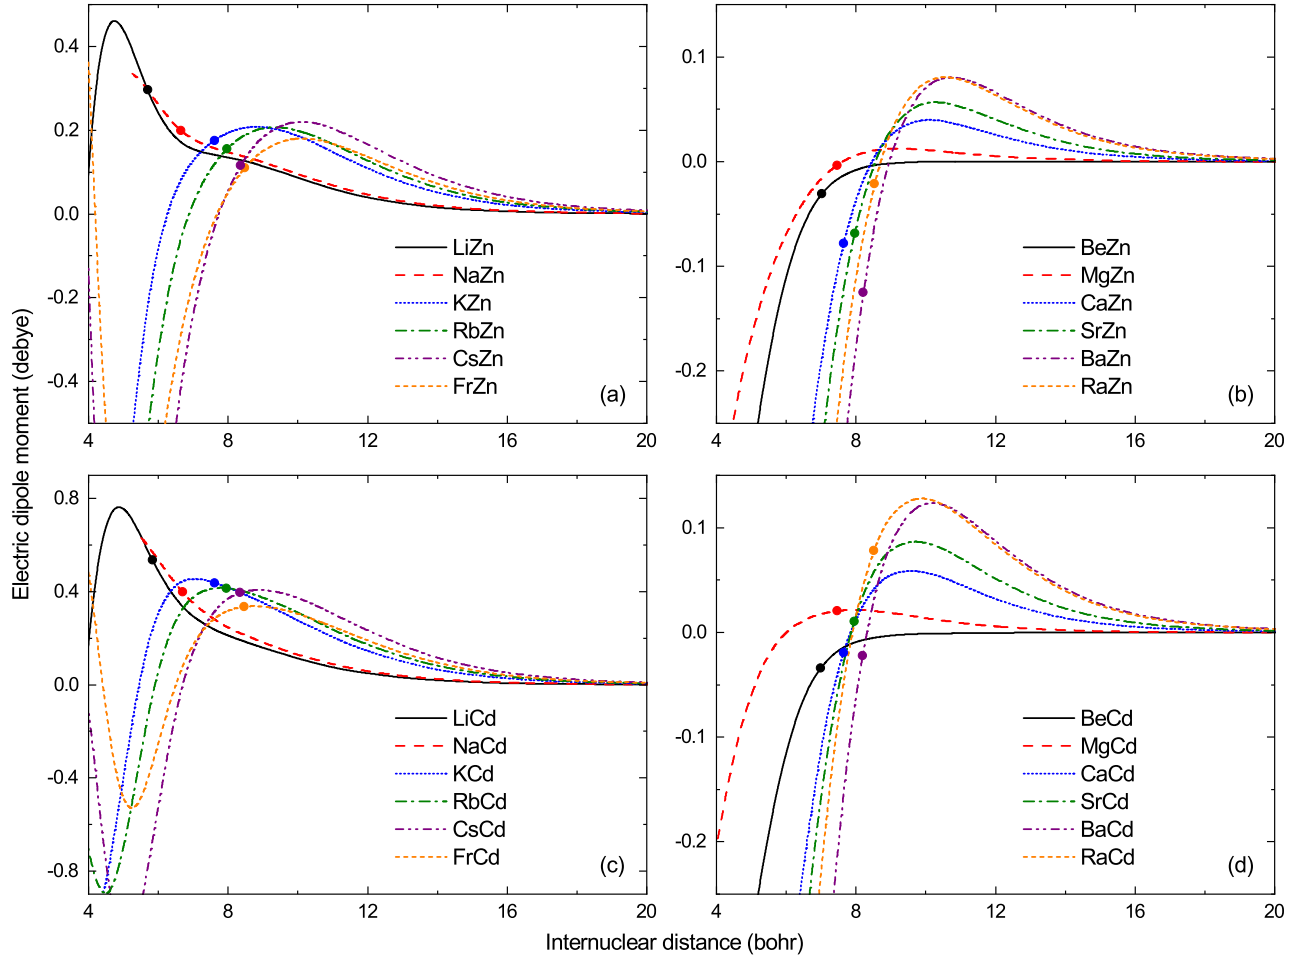 Electric dipole moment (debye)
0.4
0.2
0.0
-0.2
-0.4
LiZn
NaZn
KZn
RbZn
CsZn
FrZn
(a)
4
8
12
16
20
0.1
0.0
-0.1
-0.2
BeZn
MgZn
CaZn
SrZn
BaZn
RaZn
(b)
4
8
12
16
20
0.8
0.4
0.0
-0.4
-0.8
LiCd
NaCd
KCd
RbCd
CsCd
FrCd
(c)
4
8
12
16
20
0.1
0.0
-0.1
-0.2
BeCd
MgCd
CaCd
SrCd
BaCd
RaCd
(d)
4
8
12
16
20
Internuclear distance (bohr)